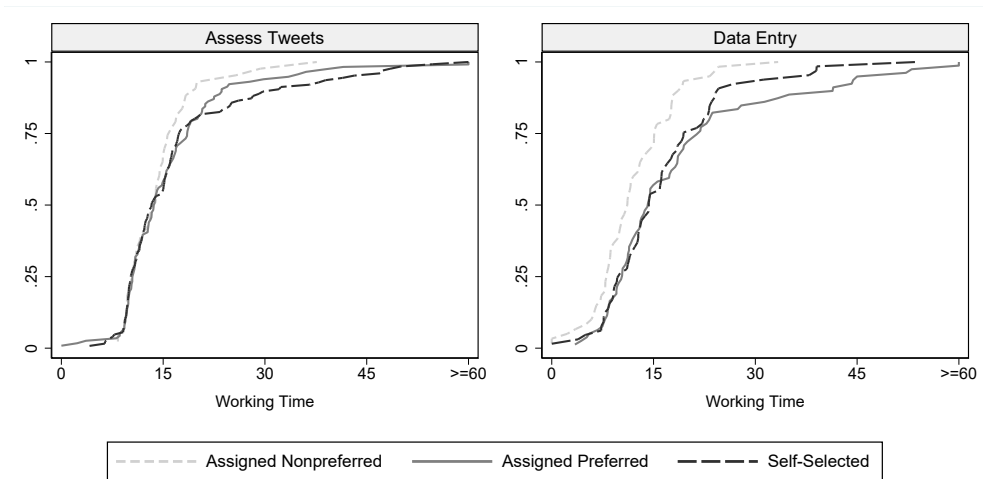 Assess Tweets
1
.75
.5
.25
0
0 15 30 45 >=60
Working Time
Data Entry
1
.75
.5
.25
0
0 15 30 45 >=60
Working Time
Assigned Nonpreferred Assigned Preferred Self-Selected